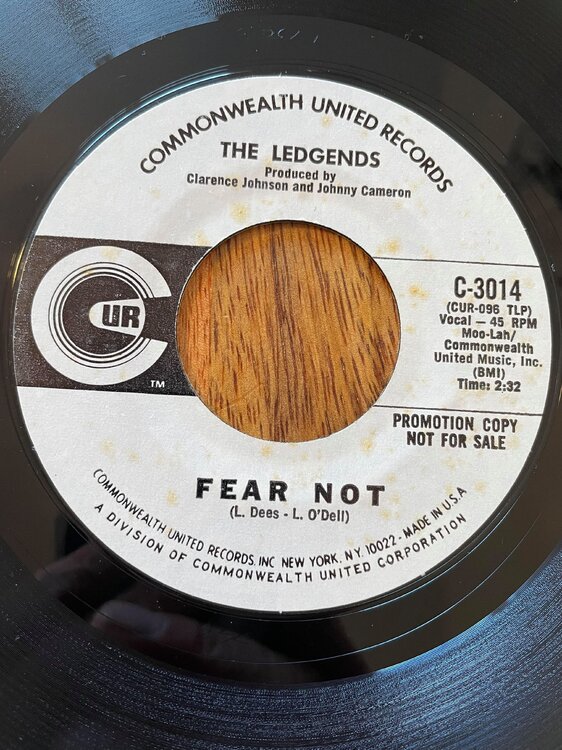 COMMONWEALTH UNITED RECORDS
THE LEDGENDS
Produced by
Clarence Johnson and Johnny Cameron
CUR
TM
C-3014
(CUR-096 TLP)
Vocal — 45 RPM
Moo-Lah/
Commonwealth
United Music, Inc.
(BMI)
Time: 2:32
PROMOTION COPY
NOT FOR SALE
FEAR NOT
(L. Dees - L. O'Dell)
COMMONWEALTH UNITED RECORDS, INC NEW YORK, N.Y. 10022 - MADE IN U.S.A
A DIVISION OF COMMONWEALTH UNITED CORPORATION